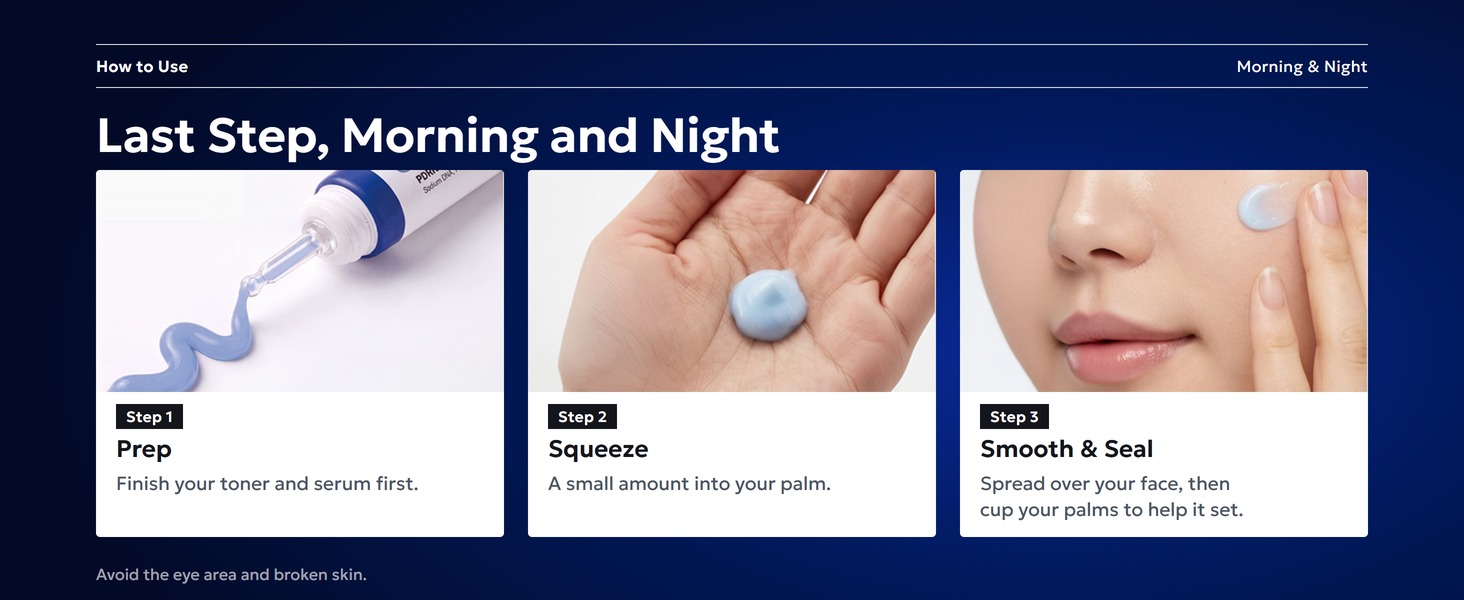 How to Use
Morning & Night
Last Step, Morning and Night
Step 1
Prep
Finish your toner and serum first.
Step 2
Squeeze
A small amount into your palm.
Step 3
Smooth & Seal
Spread over your face, then
cup your palms to help it set.
Avoid the eye area and broken skin.